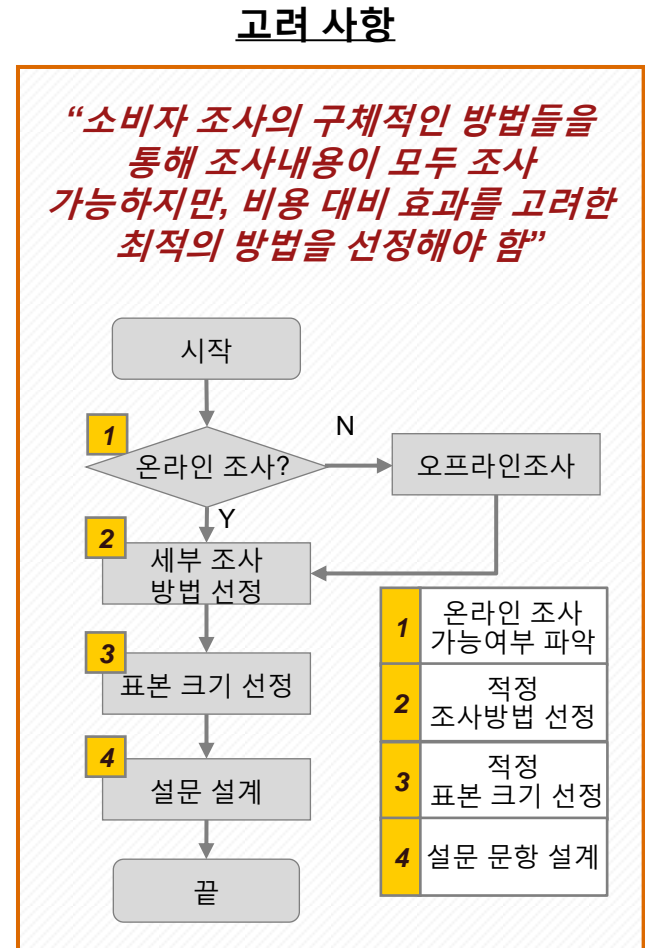 고려 사항
“소비자 조사의 구체적인 방법들을
통해 조사내용이 모두 조사
가능하지만, 비용 대비 효과를 고려한
최적의 방법을 선정해야 함”
시작
1
온라인 조사?
N
오프라인조사
Y
2
세부 조사
방법 선정
3
표본 크기 선정
4
설문 설계
끝
1
온라인 조사
가능여부 파악
2
적정
조사방법 선정
3
적정
표본 크기 선정
4
설문 문항 설계